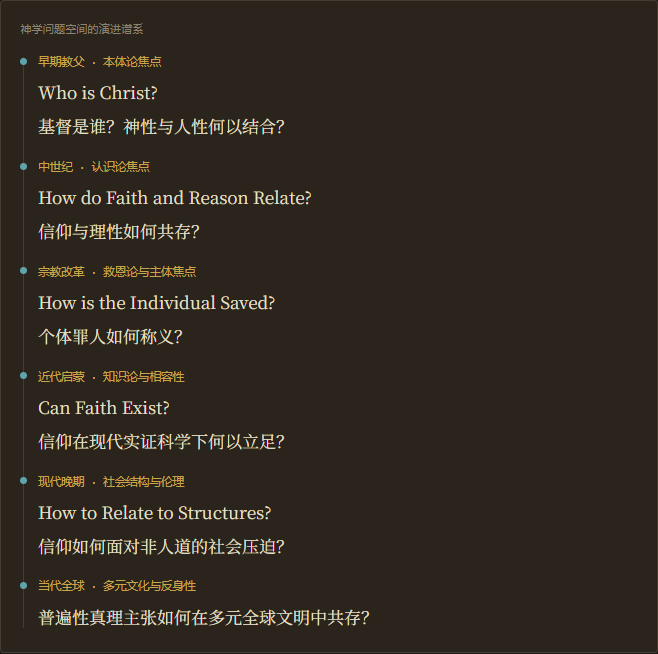 神学问题空间的演进谱系
早期教父 · 本体论焦点
Who is Christ?
基督是谁？神性与人性何以结合？
中世纪 · 认识论焦点
How do Faith and Reason Relate?
信仰与理性如何共存？
宗教改革 · 救恩论与主体焦点
How is the Individual Saved?
个体罪人如何称义？
近代启蒙 · 知识论与相容性
Can Faith Exist?
信仰在现代实证科学下何以立足？
现代晚期 · 社会结构与伦理
How to Relate to Structures?
信仰如何面对非人道的社会压迫？
当代全球 · 多元文化与反身性
普遍性真理主张如何在多元全球文明中共存？